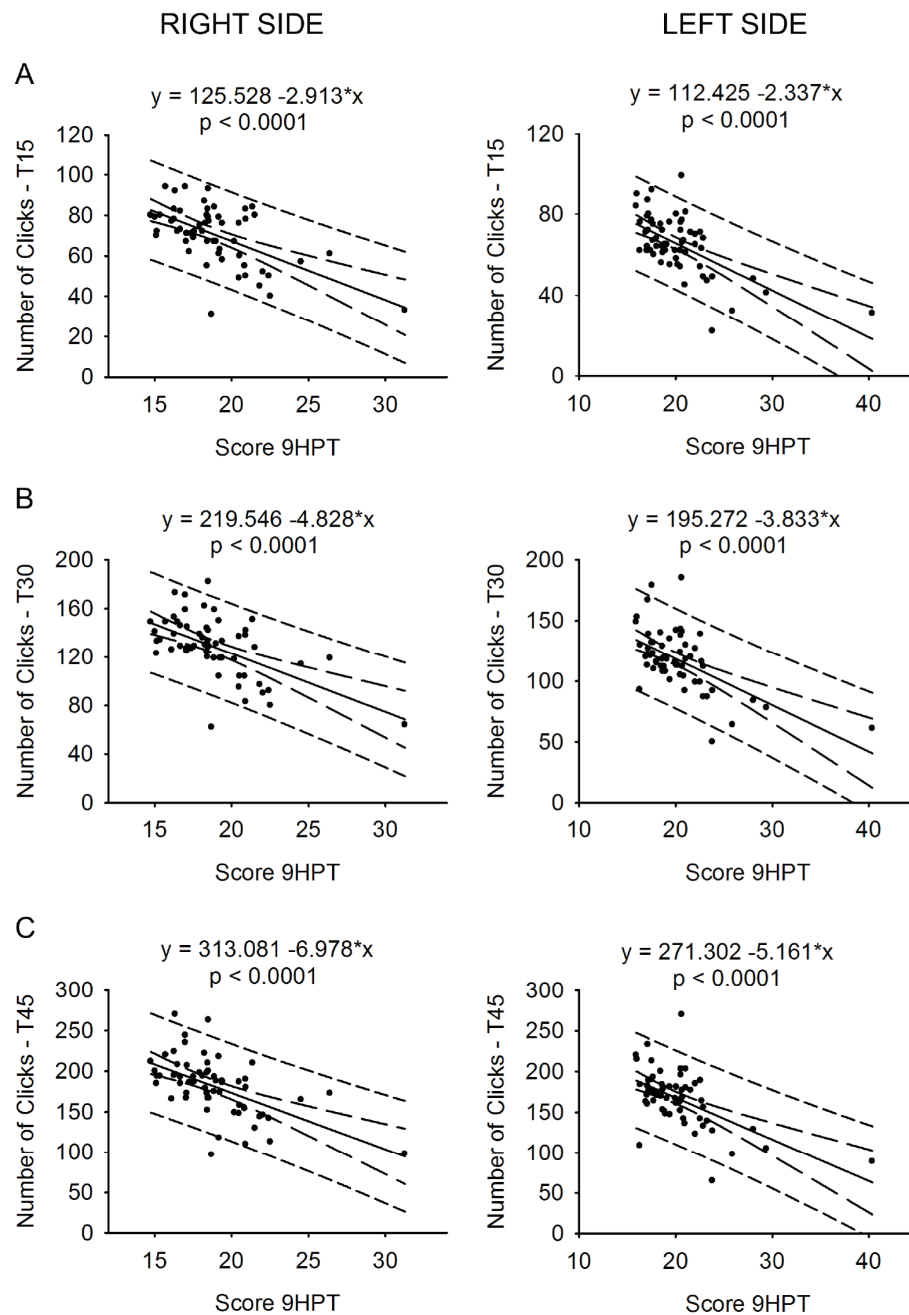 RIGHT SIDE
LEFT SIDE
A
y = 125.528 -2.913*x
p < 0.0001
120
100
80
60
40
20
0
Number of Clicks - T15
15
20
25
30
Score 9HPT
y = 112.425 -2.337*x
p < 0.0001
120
80
40
0
Number of Clicks - T15
10
20
30
40
Score 9HPT
B
y = 219.546 -4.828*x
p < 0.0001
200
160
120
80
40
0
Number of Clicks - T30
15
20
25
30
Score 9HPT
y = 195.272 -3.833*x
p < 0.0001
200
150
100
50
0
Number of Clicks - T30
10
20
30
40
Score 9HPT
C
y = 313.081 -6.978*x
p < 0.0001
300
250
200
150
100
50
0
Number of Clicks - T45
15
20
25
30
Score 9HPT
y = 271.302 -5.161*x
p < 0.0001
300
250
200
150
100
50
0
Number of Clicks - T45
10
20
30
40
Score 9HPT